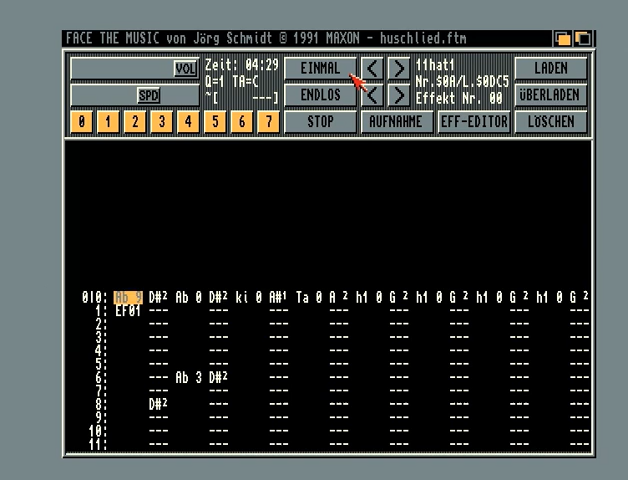 FACE THE MUSIC von Jörg Schmidt © 1991 MAXON - huschlied.ftm
VOL Zeit: 04:29 EINMAL < > 11hat1 LADEN
Q=1 TA=C Nr.$0A/L.$0DC5
SPD ~[ ---] ENDLOS < > Effekt Nr. 00 üBERLADEN
0 1 2 3 4 5 6 7 STOP AUFNAHME EFF-EDITOR LöSCHEN
0|0: Ab 9 D#2 Ab 0 D#2 ki 0 A#1 Ta 0 A 2 h1 0 G 2 h1 0 G 2 h1 0 G 2 h1 0 G 2
1: EF01 --- --- --- --- --- --- --- ---
2: --- --- --- --- --- --- --- ---
3: --- --- --- --- --- --- --- ---
4: --- --- --- --- --- --- --- ---
5: --- --- --- --- --- --- --- ---
6: --- Ab 3 D#2 --- --- --- --- --- ---
7: --- --- --- --- --- --- --- ---
8: D#2 --- --- --- --- --- --- ---
9: --- --- --- --- --- --- --- ---
10: --- --- --- --- --- --- --- ---
11: --- --- --- --- --- --- --- ---